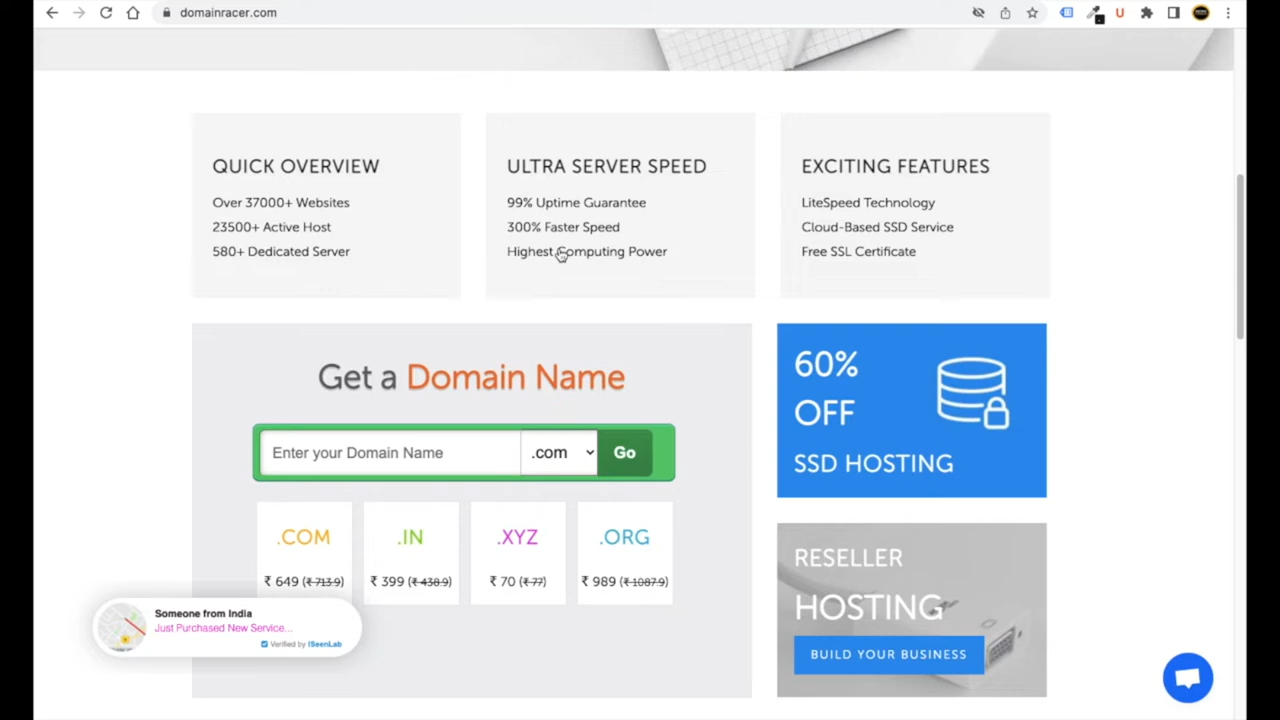 domainracer.com
QUICK OVERVIEW
Over 37000+ Websites
23500+ Active Host
580+ Dedicated Server
ULTRA SERVER SPEED
99% Uptime Guarantee
300% Faster Speed
Highest Computing Power
EXCITING FEATURES
LiteSpeed Technology
Cloud-Based SSD Service
Free SSL Certificate
Get a Domain Name
Enter your Domain Name
.com
Go
.COM
₹ 649 (₹ 713.9)
.IN
₹ 399 (₹ 438.9)
.XYZ
₹ 70 (₹ 77)
.ORG
₹ 989 (₹ 1087.9)
60%
OFF
SSD HOSTING
RESELLER
HOSTING
BUILD YOUR BUSINESS
Someone from India
Just Purchased New Service...
Verified by ISeenLab